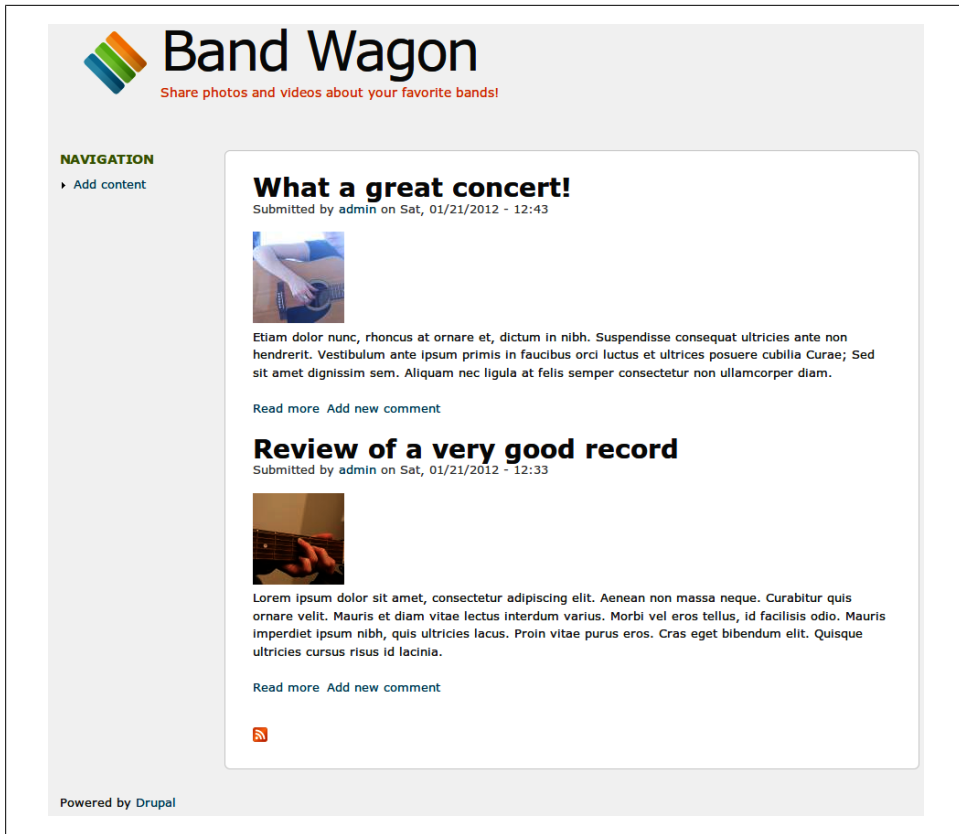 Band Wagon
Share photos and videos about your favorite bands!
NAVIGATION
Add content
What a great concert!
Submitted by admin on Sat, 01/21/2012 - 12:43
Etiam dolor nunc, rhoncus at ornare et, dictum in nibh. Suspendisse consequat ultricies ante non
hendrerit. Vestibulum ante ipsum primis in faucibus orci luctus et ultrices posuere cubilia Curae; Sed
sit amet dignissim sem. Aliquam nec ligula at felis semper consectetur non ullamcorper diam.
Read more Add new comment
Review of a very good record
Submitted by admin on Sat, 01/21/2012 - 12:33
Lorem ipsum dolor sit amet, consectetur adipiscing elit. Aenean non massa neque. Curabitur quis
ornare velit. Mauris et diam vitae lectus interdum varius. Morbi vel eros tellus, id facilisis odio. Mauris
imperdiet ipsum nibh, quis ultricies lacus. Proin vitae purus eros. Cras eget bibendum elit. Quisque
ultricies cursus risus id lacinia.
Read more Add new comment
Powered by Drupal